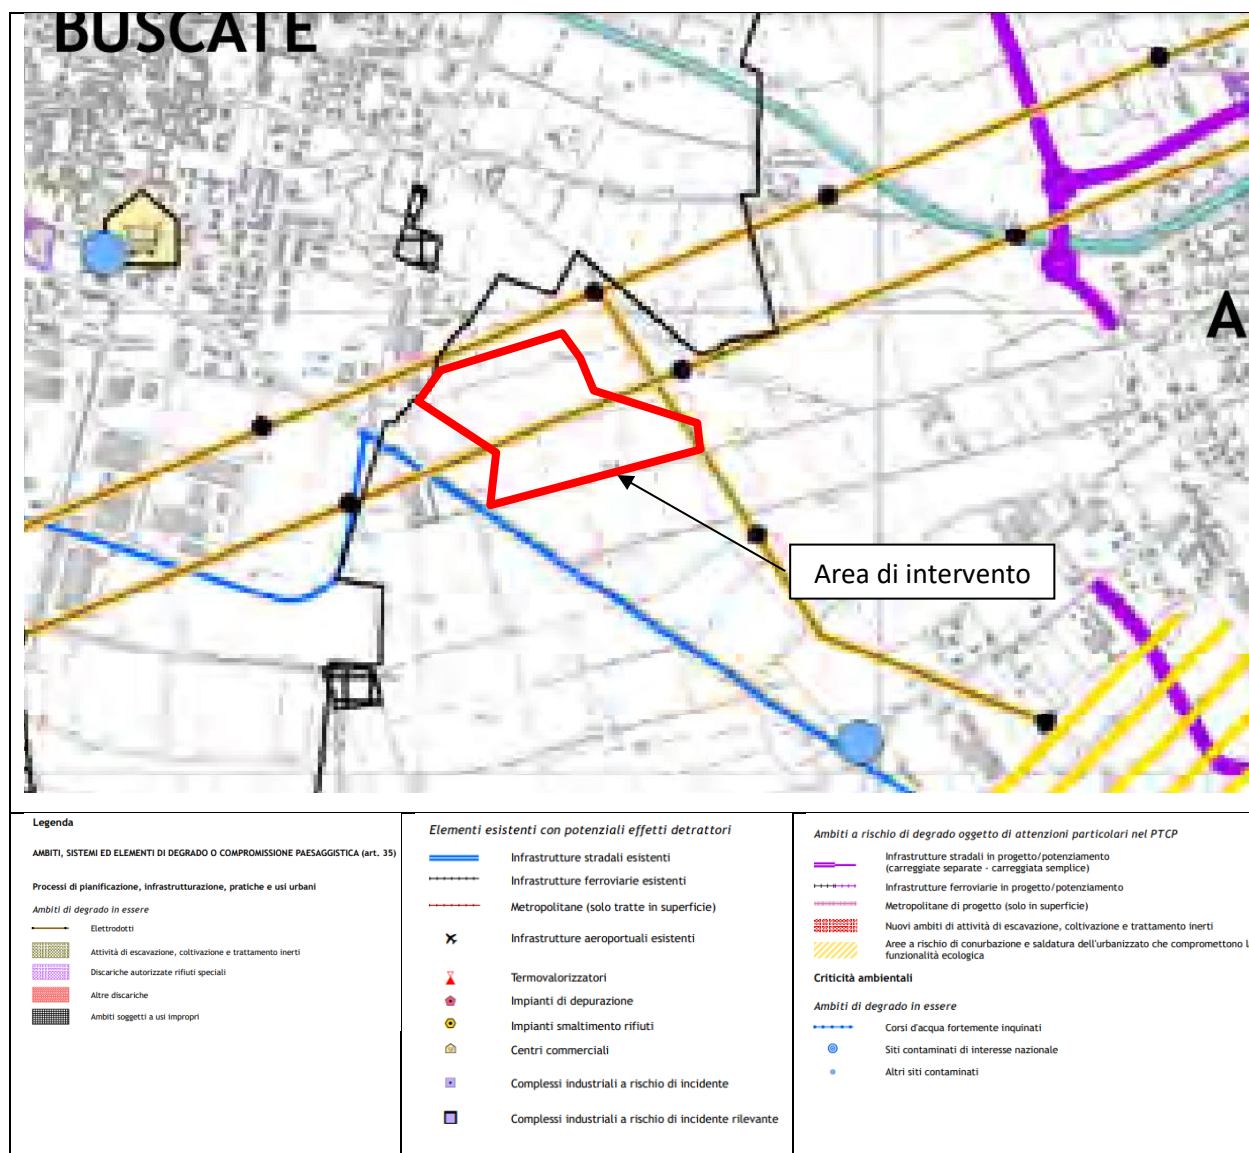 BUSCATE
A
Area di intervento
Legenda
AMBITI, SISTEMI ED ELEMENTI DI DEGRADO O COMPROMISSIONE PAESAGGISTICA (art. 35)
Processi di pianificazione, infrastrutturazione, pratiche e usi urbani
Ambiti di degrado in essere
Elettrodotti
Attività di escavazione, coltivazione e trattamento inerti
Discariche autorizzate rifiuti speciali
Altre discariche
Ambiti soggetti a usi impropri
Elementi esistenti con potenziali effetti detrattori
Infrastrutture stradali esistenti
Infrastrutture ferroviarie esistenti
Metropolitane (solo tratte in superficie)
Infrastrutture aeroportuali esistenti
Termovalorizzatori
Impianti di depurazione
Impianti smaltimento rifiuti
Centri commerciali
Complessi industriali a rischio di incidente
Complessi industriali a rischio di incidente rilevante
Ambiti a rischio di degrado oggetto di attenzioni particolari nel PTCP
Infrastrutture stradali in progetto/potenziamento
(carreggiate separate - carreggiata semplice)
Infrastrutture ferroviarie in progetto/potenziamento
Metropolitane di progetto (solo in superficie)
Nuovi ambiti di attività di escavazione, coltivazione e trattamento inerti
Aree a rischio di conurbazione e saldatura dell'urbanizzato che compromettono l
funzionalità ecologica
Criticità ambientali
Ambiti di degrado in essere
Corsi d'acqua fortemente inquinati
Siti contaminati di interesse nazionale
Altri siti contaminati